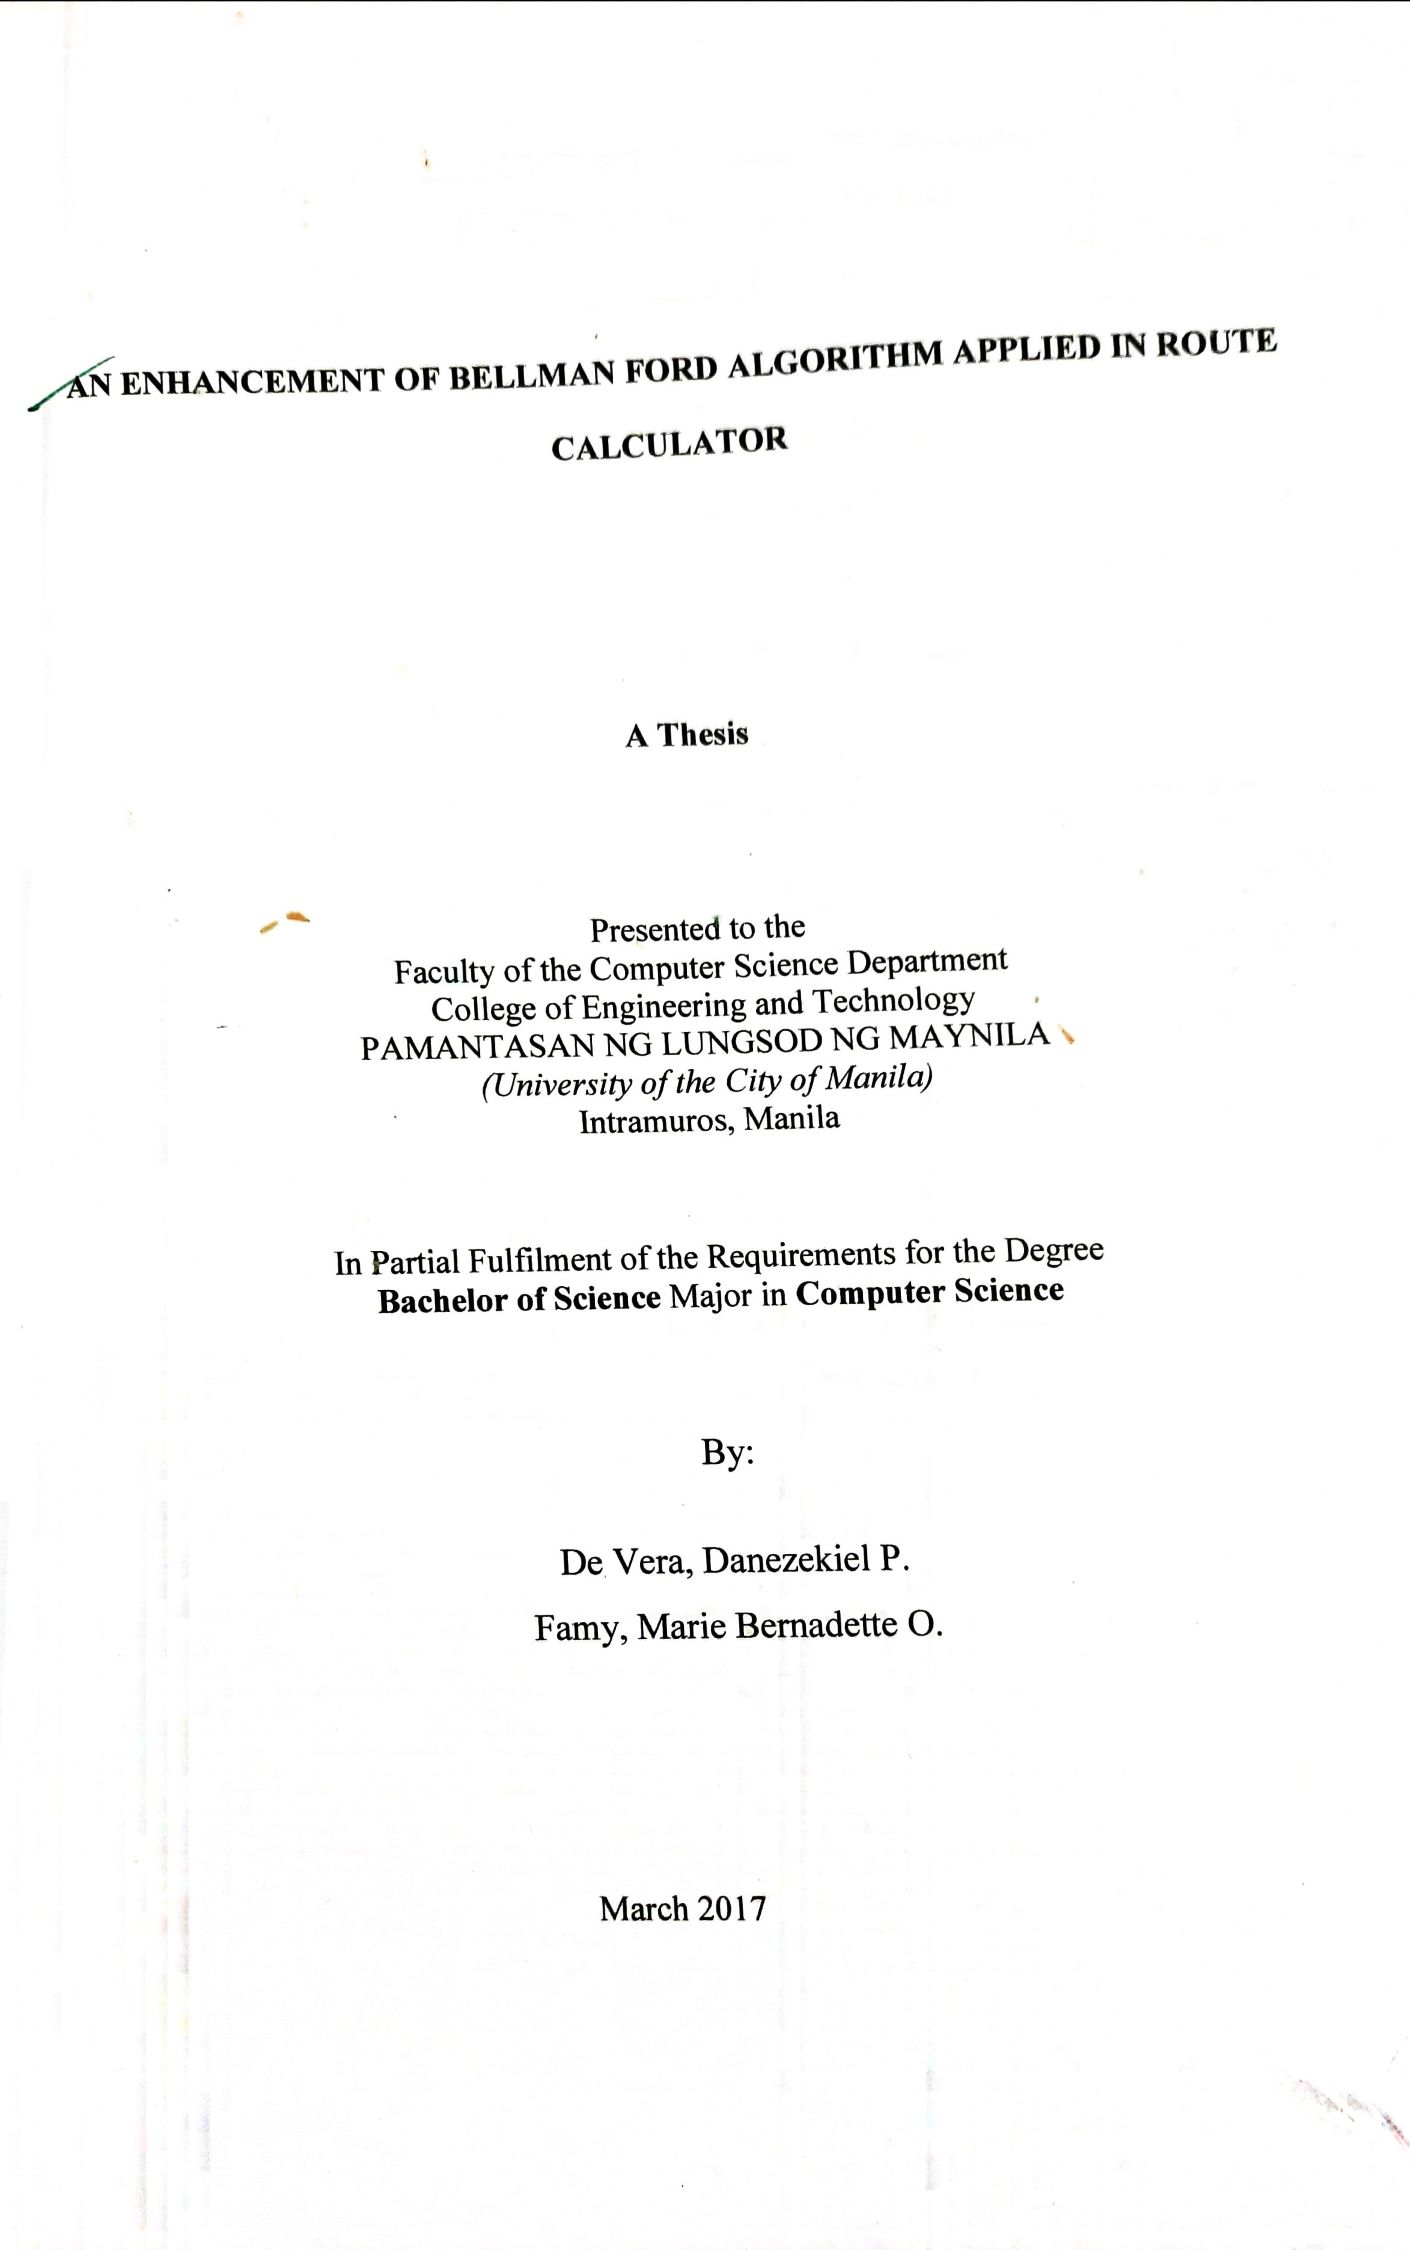 AN ENHANCEMENT OF BELLMAN FORD ALGORITHM APPLIED IN ROUTE
CALCULATOR
A Thesis
Presented to the
Faculty of the Computer Science Department
College of Engineering and Technology
PAMANTASAN NG LUNGSOD NG MAYNILA
(University of the City of Manila)
Intramuros, Manila
In Partial Fulfilment of the Requirements for the Degree
Bachelor of Science Major in Computer Science
By:
De Vera, Danezekiel P.
Famy, Marie Bernadette O.
March 2017